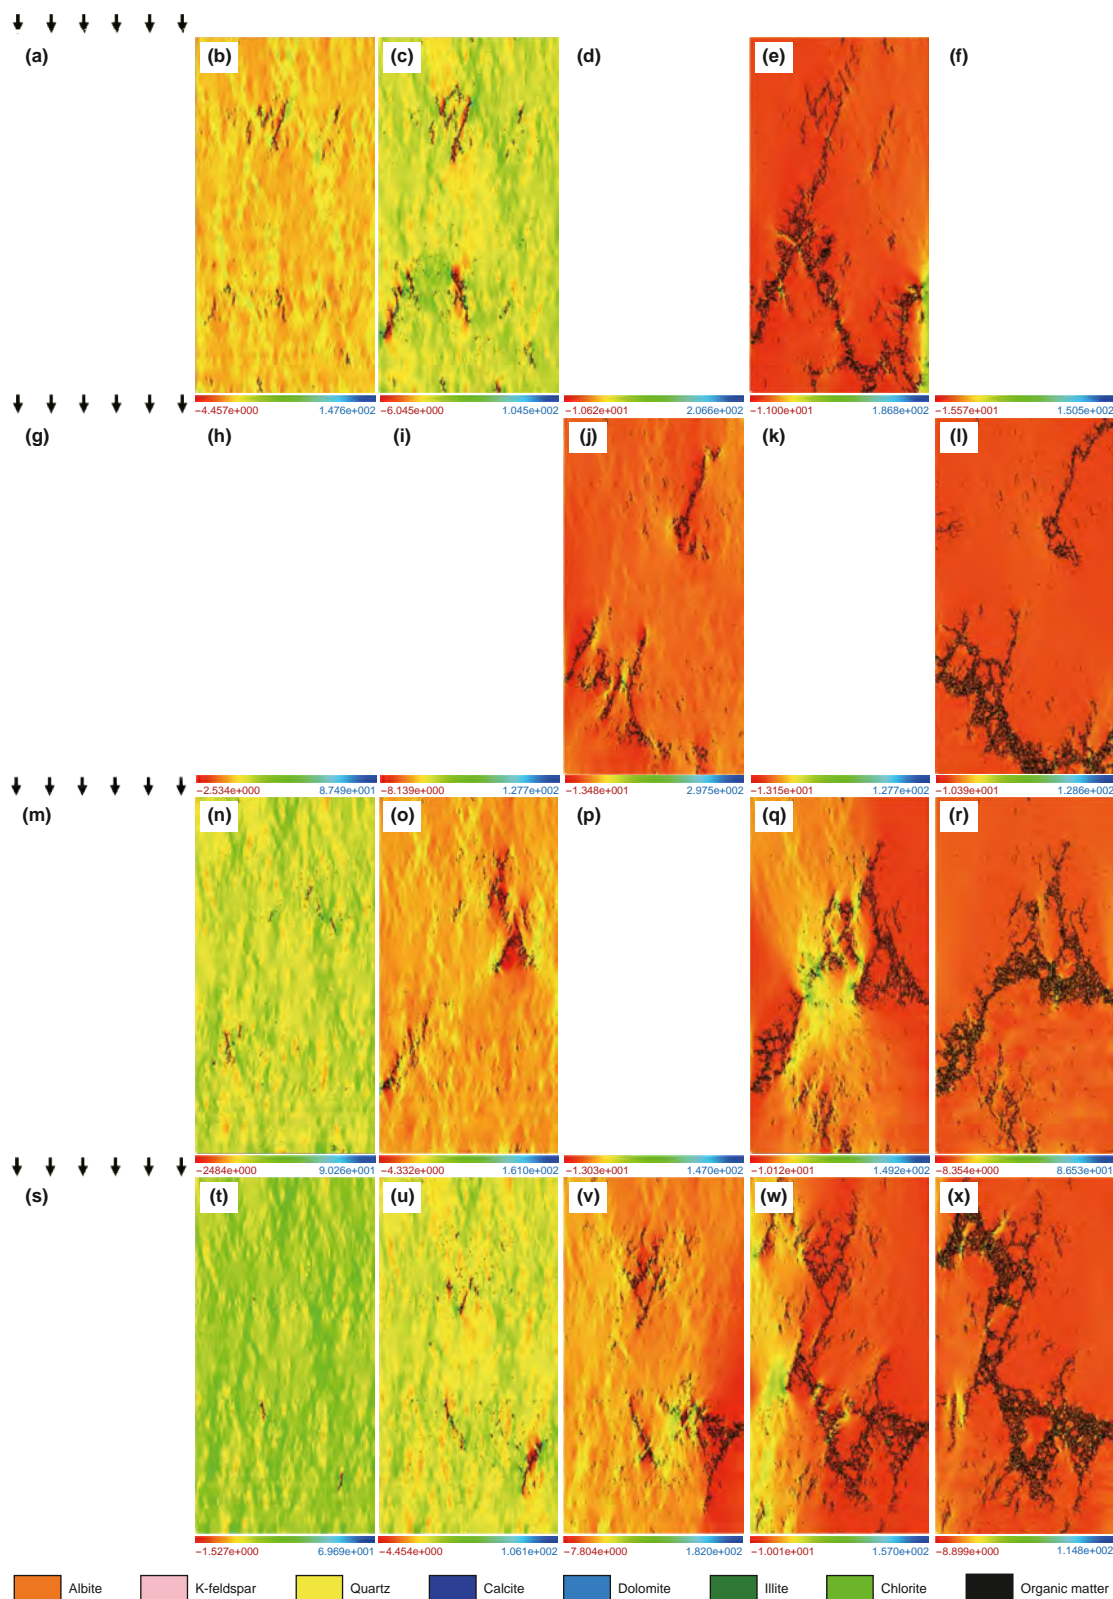 (a) (b) (c) (d) (e) (f)
−4.457e+000 1.476e+002 −6.045e+000 1.045e+002 −1.062e+001 2.066e+002 −1.100e+001 1.868e+002 −1.557e+001 1.505e+002
(g) (h) (i) (j) (k) (l)
−2.534e+000 8.749e+001 −8.139e+000 1.277e+002 −1.348e+001 2.975e+002 −1.315e+001 1.277e+002 −1.039e+001 1.286e+002
(m) (n) (o) (p) (q) (r)
−2484e+000 9.026e+001 −4.332e+000 1.610e+002 −1.303e+001 1.470e+002 −1.012e+001 1.492e+002 −8.354e+000 8.653e+001
(s) (t) (u) (v) (w) (x)
−1.527e+000 6.969e+001 −4.454e+000 1.061e+002 −7.804e+000 1.820e+002 −1.001e+001 1.570e+002 −8.899e+000 1.148e+002
Albite K-feldspar Quartz Calcite Dolomite Illite Chlorite Organic matter